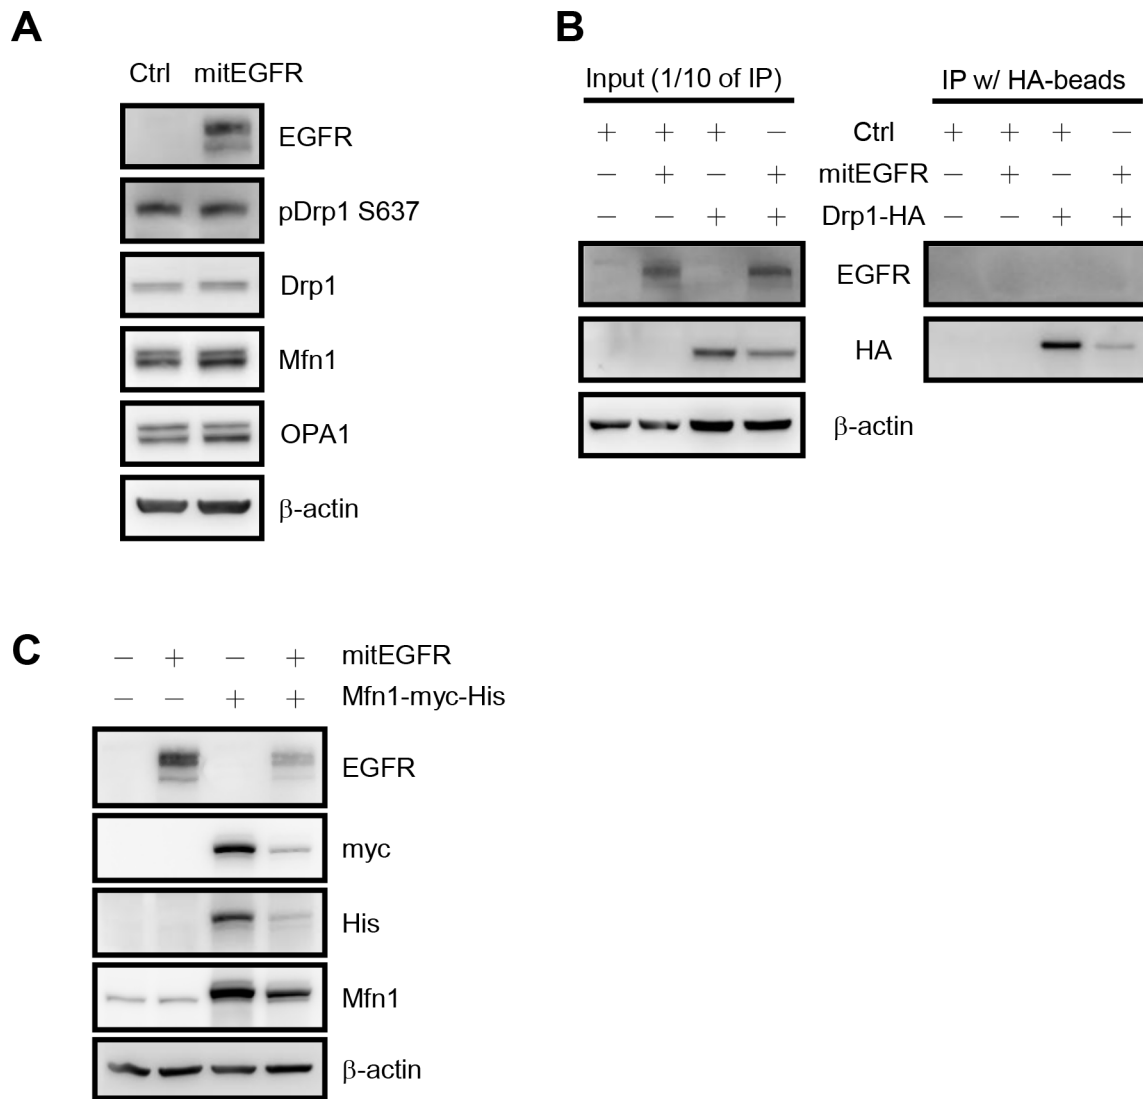 A
Ctrl mitEGFR
EGFR
pDrp1 S637
Drp1
Mfn1
OPA1
β-actin
B
Input (1/10 of IP) IP w/ HA-beads
+ + + − Ctrl + + + −
− + − + mitEGFR − + − +
− − + + Drp1-HA − − + +
EGFR
HA
β-actin
C
− + − + mitEGFR
− − + + Mfn1-myc-His
EGFR
myc
His
Mfn1
β-actin